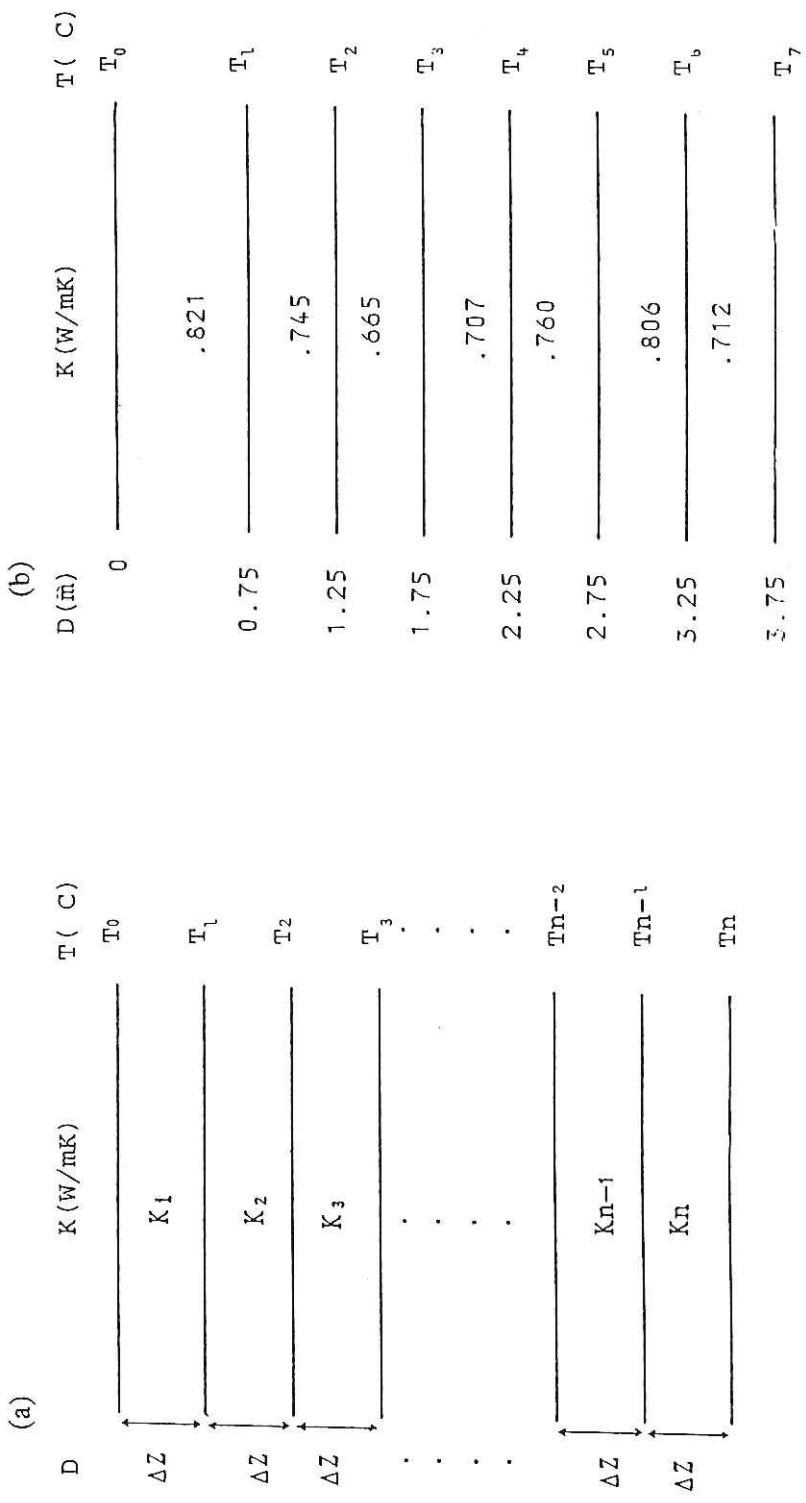 (a)
D K(W/mK) T( C)
T₀
ΔZ K₁
T₁
ΔZ K₂
T₂
ΔZ K₃
T₃
. . .
. . .
. . .
. . .
Tn-2
ΔZ Kn-1
Tn-1
ΔZ Kn
Tn
(b)
D(m) K(W/mK) T( C)
0 T₀
.821
0.75 T₁
.745
1.25 T₂
.665
1.75 T₃
.707
2.25 T₄
.760
2.75 T₅
.806
3.25 T₆
.712
3.75 T₇